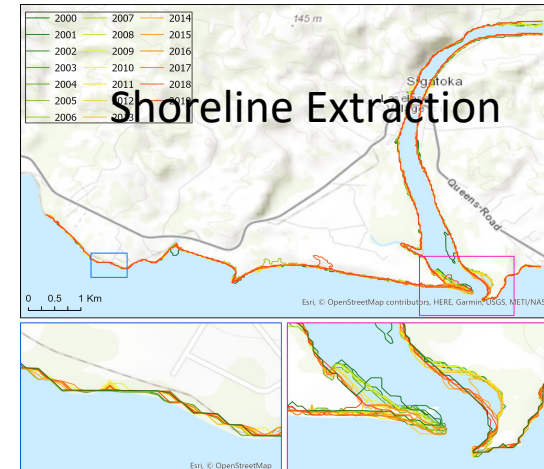 2000 2007 2014
2001 2008 2015
2002 2009 2016
2003 2010 2017
2004 2011 2018
2005 2012 2019
2006 2013
145 m
Sigatoka
Shoreline Extraction
Queens-Road
0 0.5 1 Km
Esri, © OpenStreetMap contributors, HERE, Garmin, USGS, METI/NAS
Esri, © OpenStreetMap